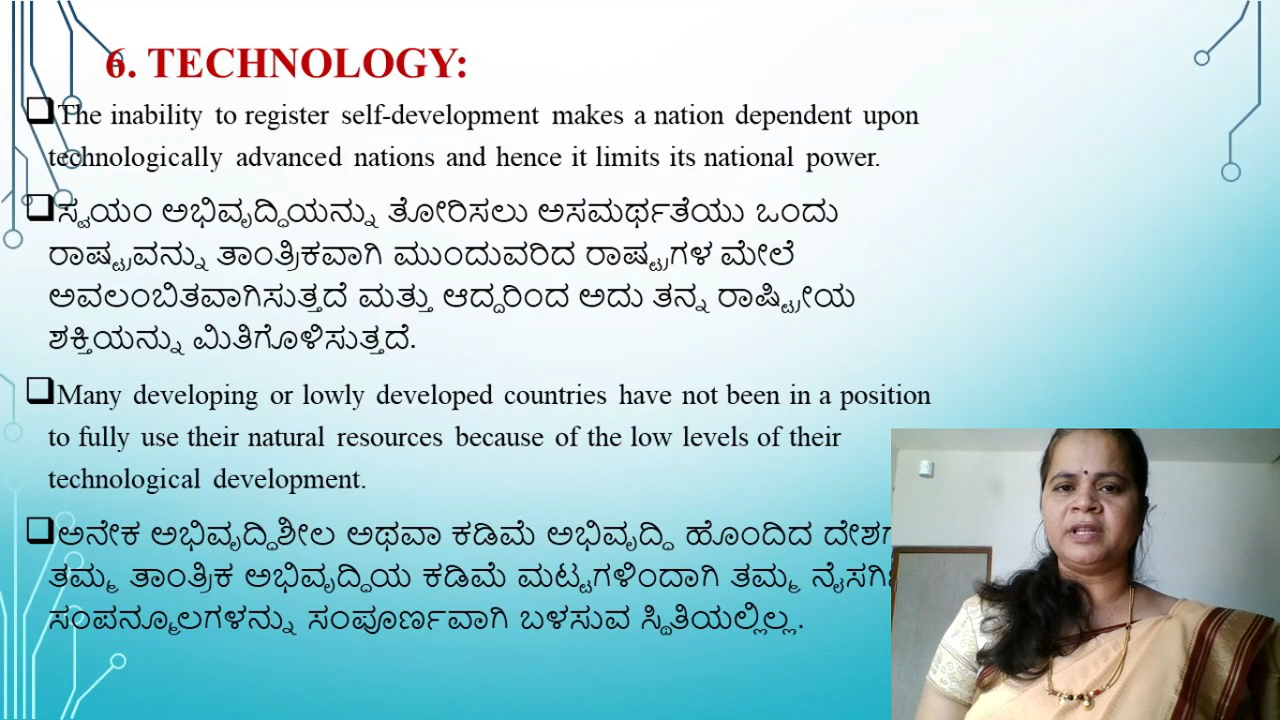 6. TECHNOLOGY:
The inability to register self-development makes a nation dependent upon
technologically advanced nations and hence it limits its national power.
ಸ್ವಯಂ ಅಭಿವೃದ್ಧಿಯನ್ನು ತೋರಿಸಲು ಅಸಮರ್ಥತೆಯು ಒಂದು
ರಾಷ್ಟ್ರವನ್ನು ತಾಂತ್ರಿಕವಾಗಿ ಮುಂದುವರಿದ ರಾಷ್ಟ್ರಗಳ ಮೇಲೆ
ಅವಲಂಬಿತವಾಗಿಸುತ್ತದೆ ಮತ್ತು ಆದ್ದರಿಂದ ಅದು ತನ್ನ ರಾಷ್ಟ್ರೀಯ
ಶಕ್ತಿಯನ್ನು ಮಿತಿಗೊಳಿಸುತ್ತದೆ.
Many developing or lowly developed countries have not been in a position
to fully use their natural resources because of the low levels of their
technological development.
ಅನೇಕ ಅಭಿವೃದ್ಧಿಶೀಲ ಅಥವಾ ಕಡಿಮೆ ಅಭಿವೃದ್ಧಿ ಹೊಂದಿದ
ತಮ್ಮ ತಾಂತ್ರಿಕ ಅಭಿವೃದ್ಧಿಯ ಕಡಿಮೆ ಮಟ್ಟಗಳಿಂದಾಗಿ ತಮ್ಮ
ಸಂಪನ್ಮೂಲಗಳನ್ನು ಸಂಪೂರ್ಣವಾಗಿ ಬಳಸುವ ಸ್ಥಿತಿಯಲ್ಲಿಲ್ಲ.